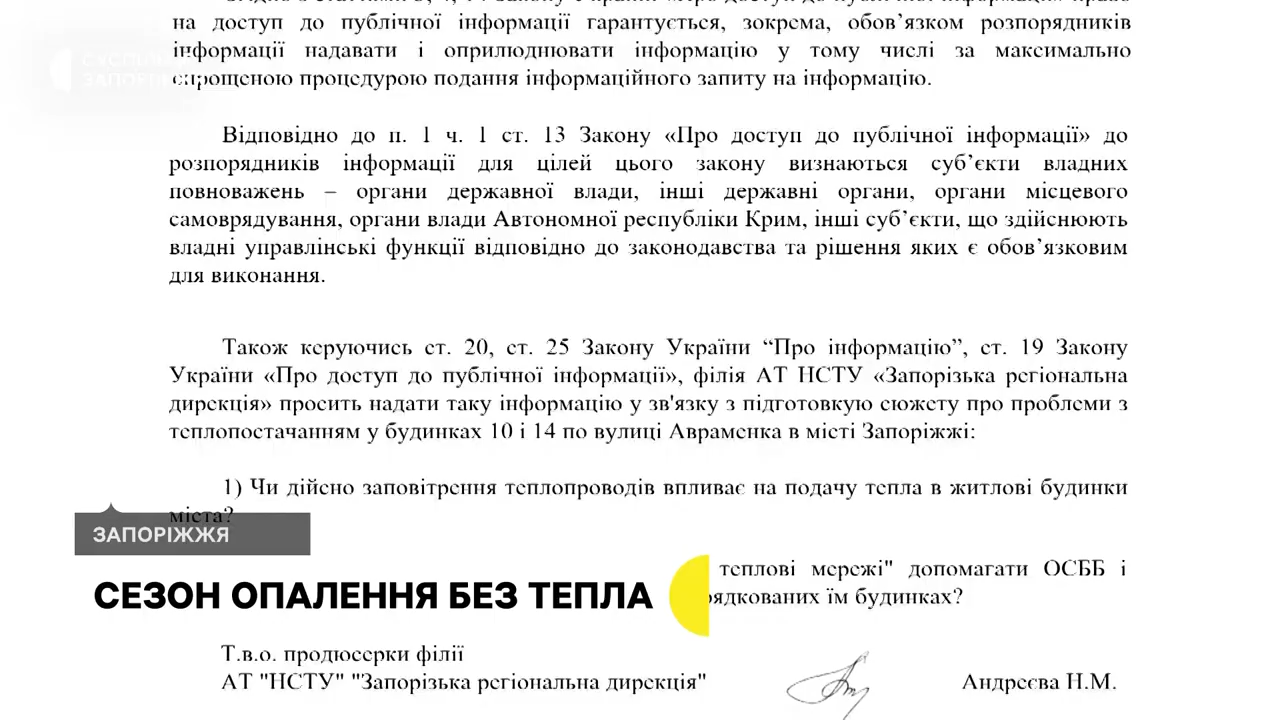 на доступ до публічної інформації гарантується, зокрема, обов’язком розпорядників
інформації надавати і оприлюднювати інформацію у тому числі за максимально
спрощеною процедурою подання інформаційного запиту на інформацію.
Відповідно до п. 1 ч. 1 ст. 13 Закону «Про доступ до публічної інформації» до
розпорядників інформації для цілей цього закону визнаються суб’єкти владних
повноважень – органи державної влади, інші державні органи, органи місцевого
самоврядування, органи влади Автономної республіки Крим, інші суб’єкти, що здійснюють
владні управлінські функції відповідно до законодавства та рішення яких є обов’язковим
для виконання.
Також керуючись ст. 20, ст. 25 Закону України “Про інформацію”, ст. 19 Закону
України «Про доступ до публічної інформації», філія АТ НСТУ «Запорізька регіональна
дирекція» просить надати таку інформацію у зв'язку з підготовкую сюжету про проблеми з
теплопостачанням у будинках 10 і 14 по вулиці Авраменка в місті Запоріжжі:
1) Чи дійсно заповітрення теплопроводів впливає на подачу тепла в житлові будинки
міста?
ЗАПОРІЖЖЯ
теплові мережі" допомагати ОСББ і
СЕЗОН ОПАЛЕННЯ БЕЗ ТЕПЛА
їм будинках?
Т.в.о. продюсерки філії
АТ "НСТУ" "Запорізька регіональна дирекція"
Андреєва Н.М.